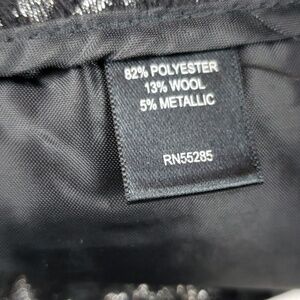 82% POLYESTER
13% WOOL
5% METALLIC
RN55285